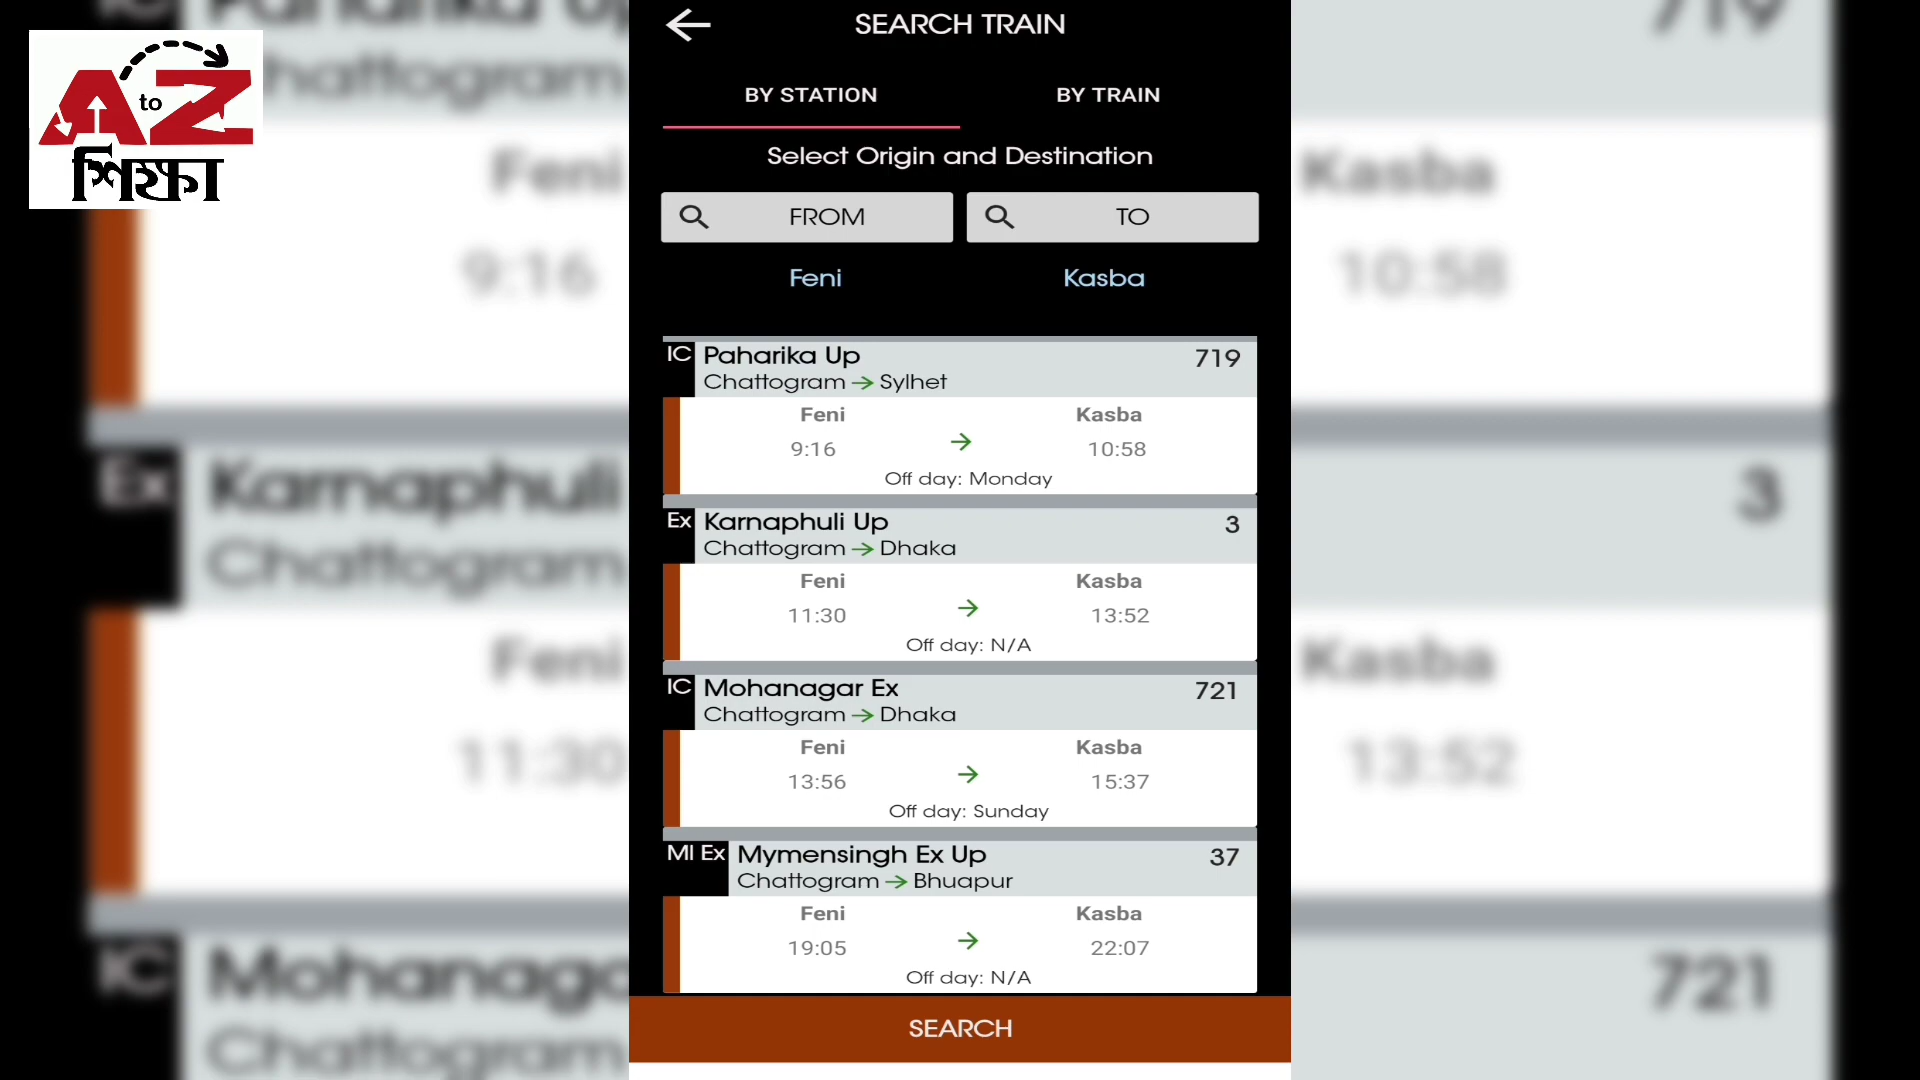 A to Z
শিক্ষা
SEARCH TRAIN
BY STATION BY TRAIN
Select Origin and Destination
FROM TO
Feni Kasba
IC Paharika Up 719
Chattogram → Sylhet
Feni Kasba
9:16 → 10:58
Off day: Monday
Ex Karnaphuli Up 3
Chattogram → Dhaka
Feni Kasba
11:30 → 13:52
Off day: N/A
IC Mohanagar Ex 721
Chattogram → Dhaka
Feni Kasba
13:56 → 15:37
Off day: Sunday
MI Ex Mymensingh Ex Up 37
Chattogram → Bhuapur
Feni Kasba
19:05 → 22:07
Off day: N/A
SEARCH